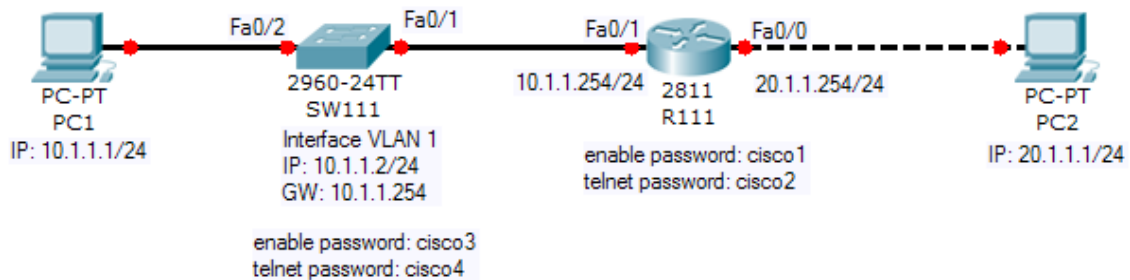 Fa0/2
Fa0/1
Fa0/1
Fa0/0
PC-PT
PC1
IP: 10.1.1.1/24
2960-24TT
SW111
Interface VLAN 1
IP: 10.1.1.2/24
GW: 10.1.1.254
enable password: cisco3
telnet password: cisco4
10.1.1.254/24
2811
R111
20.1.1.254/24
enable password: cisco1
telnet password: cisco2
PC-PT
PC2
IP: 20.1.1.1/24